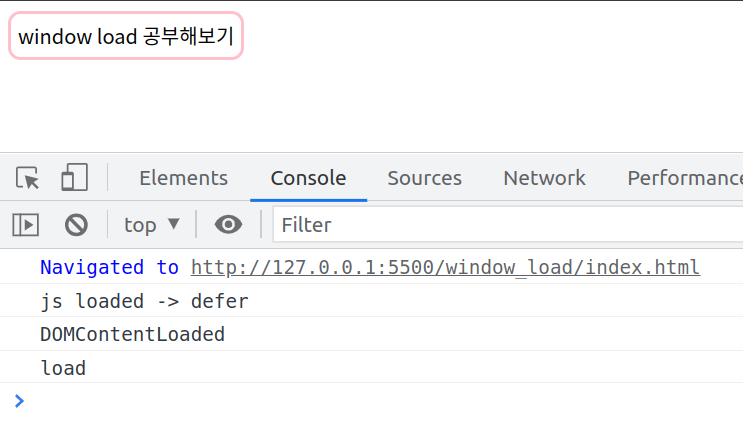 window load 공부해보기
Elements Console Sources Network Performance
top ▼ Filter
Navigated to http://127.0.0.1:5500/window_load/index.html
js loaded -> defer
DOMContentLoaded
load
>